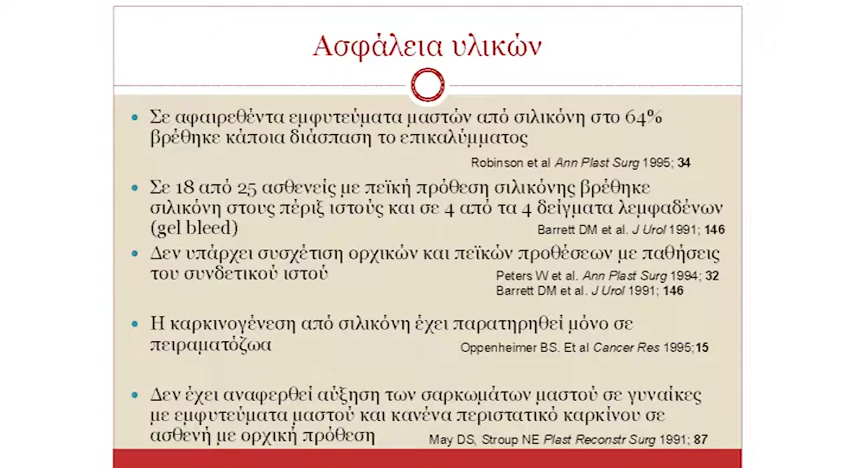 Ασφάλεια υλικών
• Σε αφαιρεθέντα εμφυτεύματα μαστών από σιλικόνη στο 64%
βρέθηκε κάποια διάσπαση το επικαλύμματος
Robinson et al Ann Plast Surg 1995; 34
• Σε 18 από 25 ασθενείς με πεϊκή πρόθεση σιλικόνης βρέθηκε
σιλικόνη στους πέριξ ιστούς και σε 4 από τα 4 δείγματα λεμφαδένων
(gel bleed) Barrett DM et al. J Urol 1991; 146
• Δεν υπάρχει συσχέτιση ορχικών και πεϊκών προθέσεων με παθήσεις
του συνδετικού ιστού Peters W et al. Ann Plast Surg 1994; 32
Barrett DM et al. J Urol 1991; 146
• Η καρκινογένεση από σιλικόνη έχει παρατηρηθεί μόνο σε
πειραματόζωα Oppenheimer BS. Et al Cancer Res 1995;15
• Δεν έχει αναφερθεί αύξηση των σαρκωμάτων μαστού σε γυναίκες
με εμφυτεύματα μαστού και κανένα περιστατικό καρκίνου σε
ασθενή με ορχική πρόθεση May DS, Stroup NE Plast Reconstr Surg 1991; 87